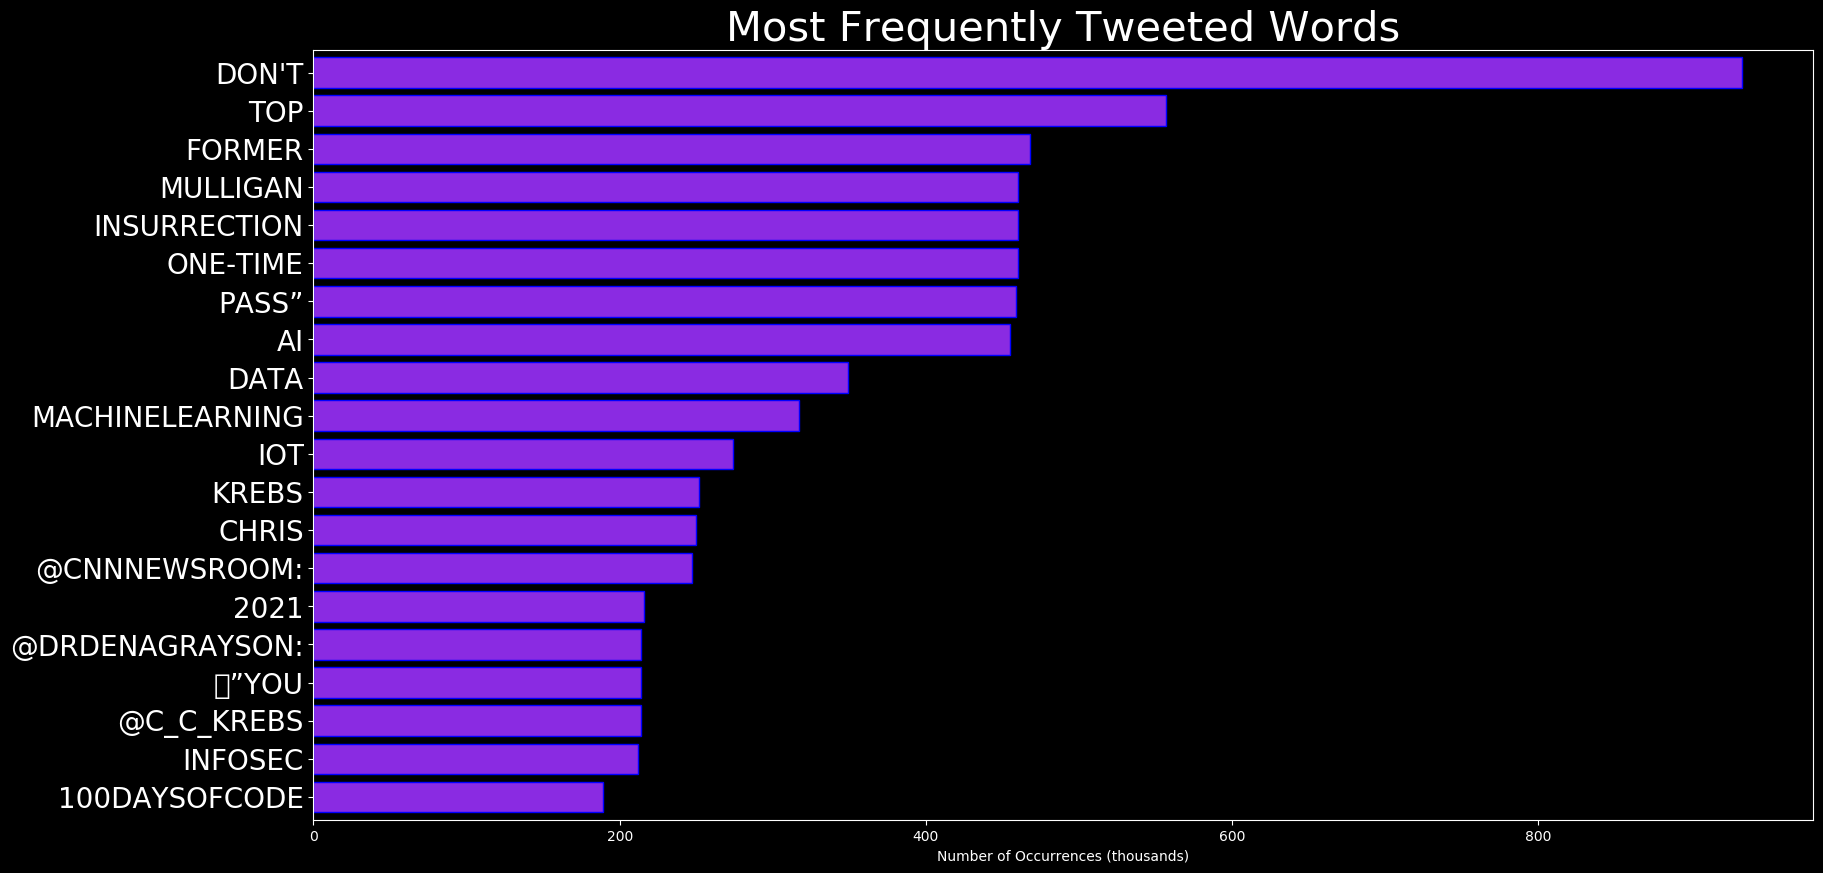 Most Frequently Tweeted Words
DON'T
TOP
FORMER
MULLIGAN
INSURRECTION
ONE-TIME
PASS”
AI
DATA
MACHINELEARNING
IOT
KREBS
CHRIS
@CNNNEWSROOM:
2021
@DRDENAGRAYSON:
▯”YOU
@C_C_KREBS
INFOSEC
100DAYSOFCODE
0 200 400 600 800
Number of Occurrences (thousands)